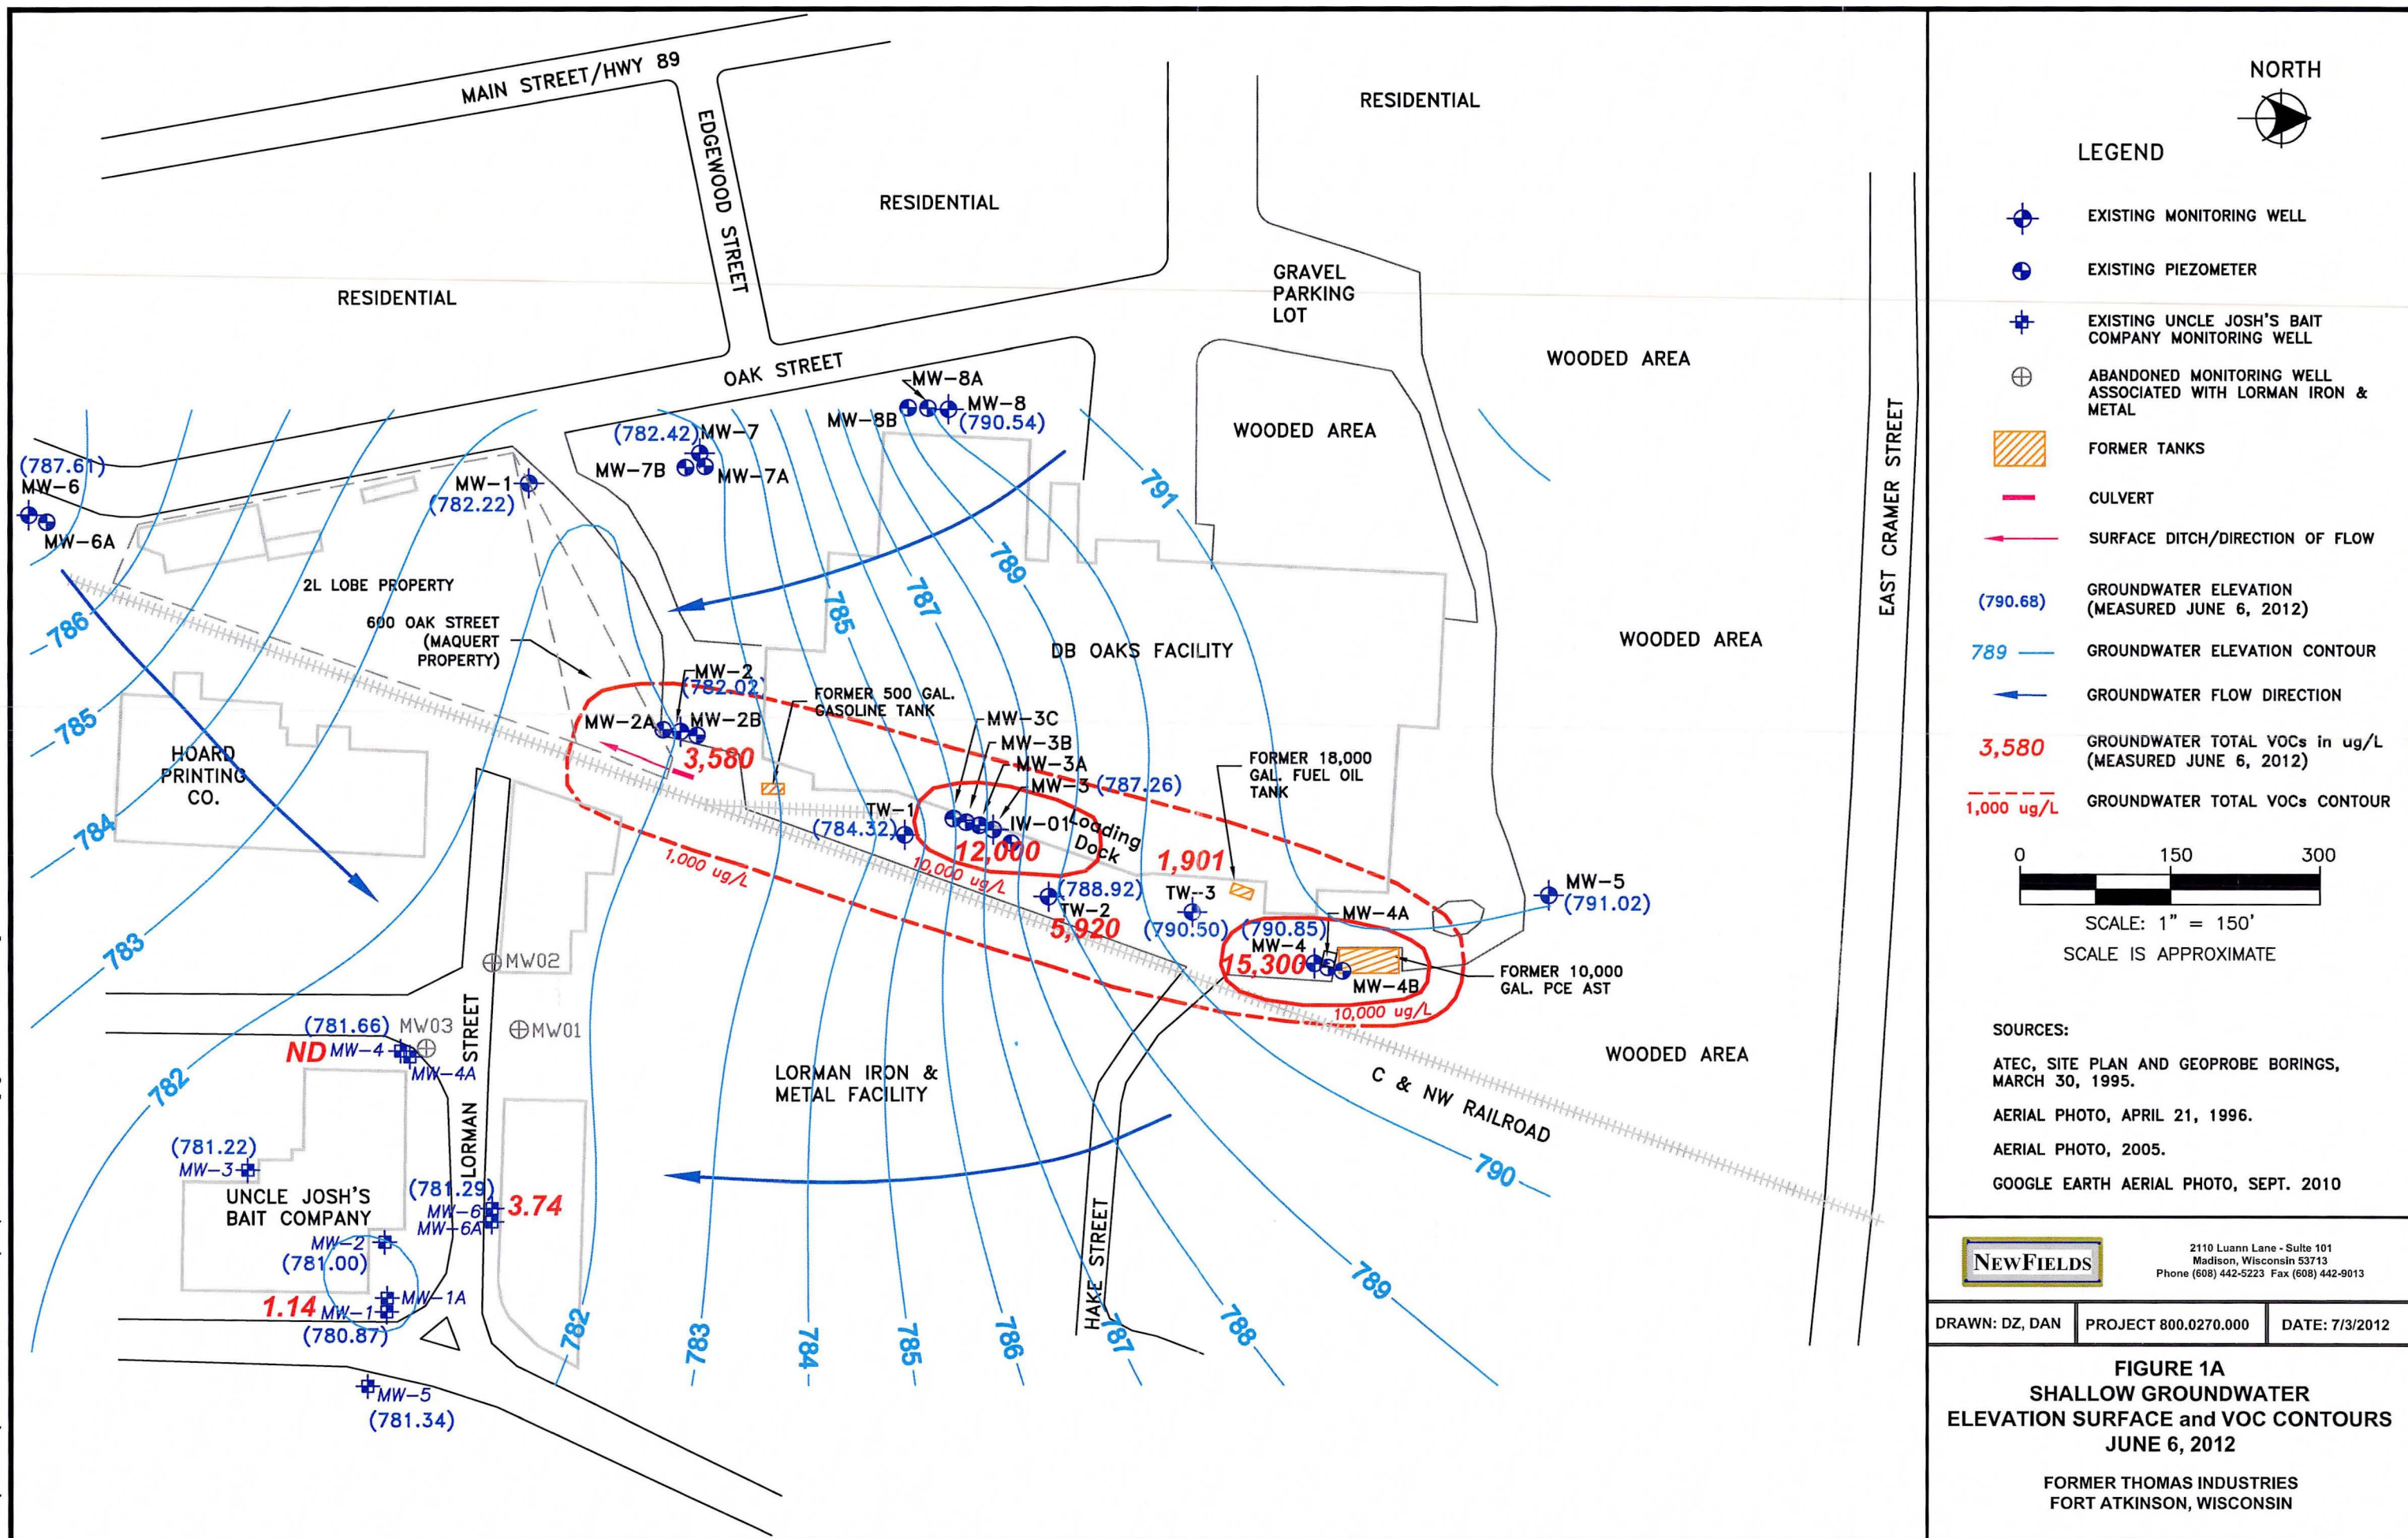 MAIN STREET/HWY 89
EDGEWOOD STREET
RESIDENTIAL
RESIDENTIAL
RESIDENTIAL
GRAVEL
PARKING
LOT
OAK STREET
WOODED AREA
WOODED AREA
WOODED AREA
WOODED AREA
EAST CRAMER STREET
MW-8A
MW-8
MW-8B
(790.54)
(782.42)
MW-7
MW-7B
MW-7A
(787.61)
MW-6
MW-6A
MW-1
(782.22)
791
789
787
785
786
785
784
783
782
2L LOBE PROPERTY
600 OAK STREET
(MAQUERT
PROPERTY)
DB OAKS FACILITY
MW-2
(782.02)
MW-2A
MW-2B
3,580
FORMER 500 GAL.
GASOLINE TANK
MW-3C
MW-3B
MW-3A
MW-3
(787.26)
FORMER 18,000
GAL. FUEL OIL
TANK
HOARD
PRINTING
CO.
TW-1
(784.32)
IW-01
Loading
Dock
12,000
10,000 ug/L
1,000 ug/L
1,901
(788.92)
TW-2
5,920
TW-3
(790.50)
(790.85)
MW-4A
MW-4
15,300
MW-4B
10,000 ug/L
MW-5
(791.02)
FORMER 10,000
GAL. PCE AST
MW02
MW01
(781.66)
MW03
ND
MW-4
MW-4A
LORMAN STREET
LORMAN IRON &
METAL FACILITY
C & NW RAILROAD
HAKE STREET
(781.22)
MW-3
UNCLE JOSH'S
BAIT COMPANY
(781.29)
MW-6
MW-6A
3.74
MW-2
(781.00)
MW-1A
1.14
MW-1
(780.87)
MW-5
(781.34)
782
783
784
785
786
787
788
789
790
NORTH
LEGEND
EXISTING MONITORING WELL
EXISTING PIEZOMETER
EXISTING UNCLE JOSH'S BAIT
COMPANY MONITORING WELL
ABANDONED MONITORING WELL
ASSOCIATED WITH LORMAN IRON &
METAL
FORMER TANKS
CULVERT
SURFACE DITCH/DIRECTION OF FLOW
(790.68)
GROUNDWATER ELEVATION
(MEASURED JUNE 6, 2012)
789
GROUNDWATER ELEVATION CONTOUR
GROUNDWATER FLOW DIRECTION
3,580
GROUNDWATER TOTAL VOCs in ug/L
(MEASURED JUNE 6, 2012)
1,000 ug/L
GROUNDWATER TOTAL VOCs CONTOUR
0 150 300
SCALE: 1" = 150'
SCALE IS APPROXIMATE
SOURCES:
ATEC, SITE PLAN AND GEOPROBE BORINGS,
MARCH 30, 1995.
AERIAL PHOTO, APRIL 21, 1996.
AERIAL PHOTO, 2005.
GOOGLE EARTH AERIAL PHOTO, SEPT. 2010
NEWFIELDS
2110 Luann Lane - Suite 101
Madison, Wisconsin 53713
Phone (608) 442-5223 Fax (608) 442-9013
DRAWN: DZ, DAN
PROJECT 800.0270.000
DATE: 7/3/2012
FIGURE 1A
SHALLOW GROUNDWATER
ELEVATION SURFACE and VOC CONTOURS
JUNE 6, 2012
FORMER THOMAS INDUSTRIES
FORT ATKINSON, WISCONSIN